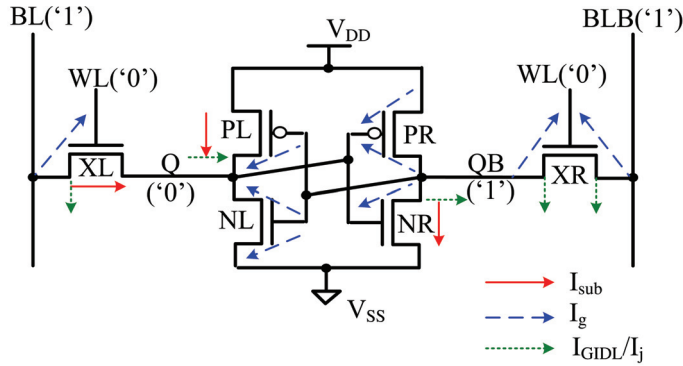 BL(‘1’)
BLB(‘1’)
V_DD
WL(‘0’)
WL(‘0’)
PL
PR
XL
Q
(‘0’)
QB
(‘1’)
XR
NL
NR
V_SS
I_sub
I_g
I_GIDL/I_j